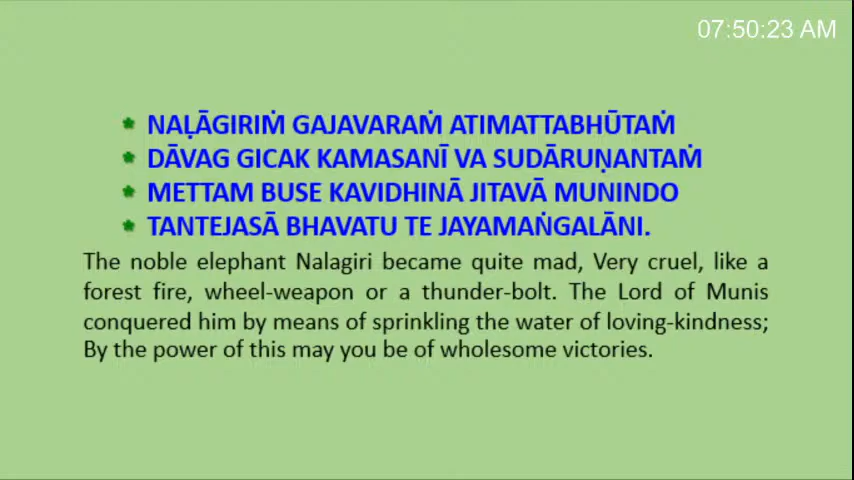 07:50:23 AM
NAḶĀGIRIṀ GAJAVARAṀ ATIMATTABHŪTAṀ
DĀVAG GICAK KAMASANĪ VA SUDĀRUṆANTAṀ
METTAM BUSE KAVIDHINĀ JITAVĀ MUNINDO
TANTEJASĀ BHAVATU TE JAYAMAṄGALĀNI.
The noble elephant Nalagiri became quite mad, Very cruel, like a
forest fire, wheel-weapon or a thunder-bolt. The Lord of Munis
conquered him by means of sprinkling the water of loving-kindness;
By the power of this may you be of wholesome victories.